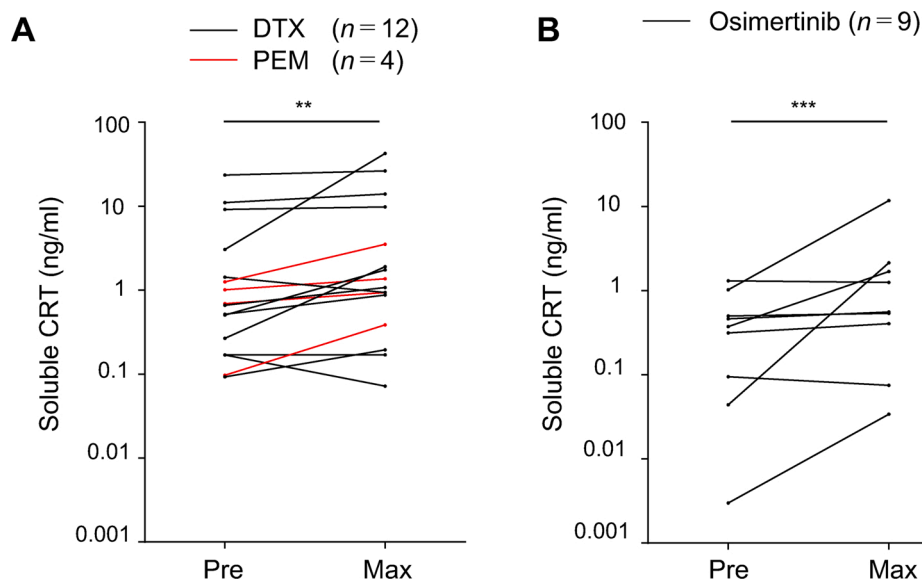 A
DTX (n=12)
PEM (n=4)
**
Soluble CRT (ng/ml)
100
10
1
0.1
0.01
0.001
Pre Max
B
Osimertinib (n=9)
***
Soluble CRT (ng/ml)
100
10
1
0.1
0.01
0.001
Pre Max